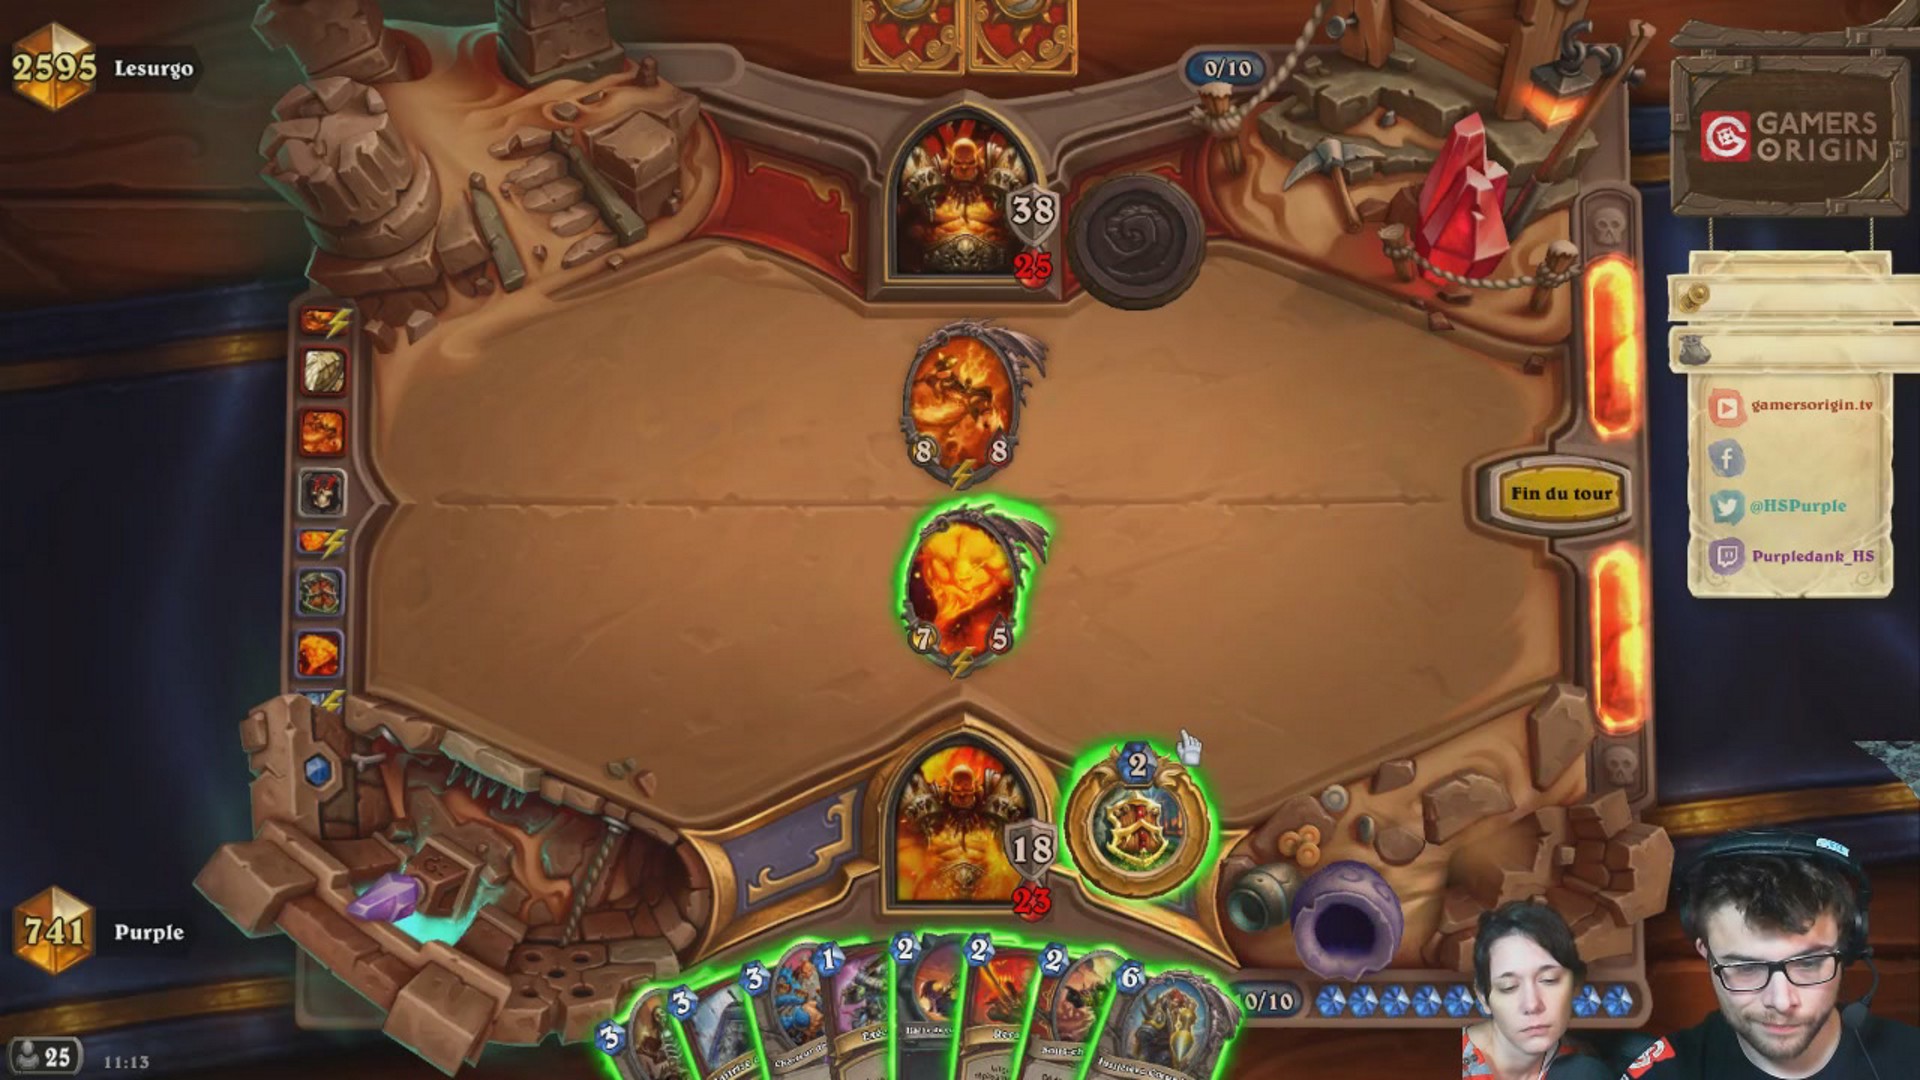 2595 Lesurgo
0/10
GAMERS
ORIGIN
38
25
8 8
gamersorigin.tv
Fin du tour
@HSPurple
Purpledank_HS
7 5
2
18
23
741 Purple
3
3
3
1
2
2
2
6
0/10
25 11:13